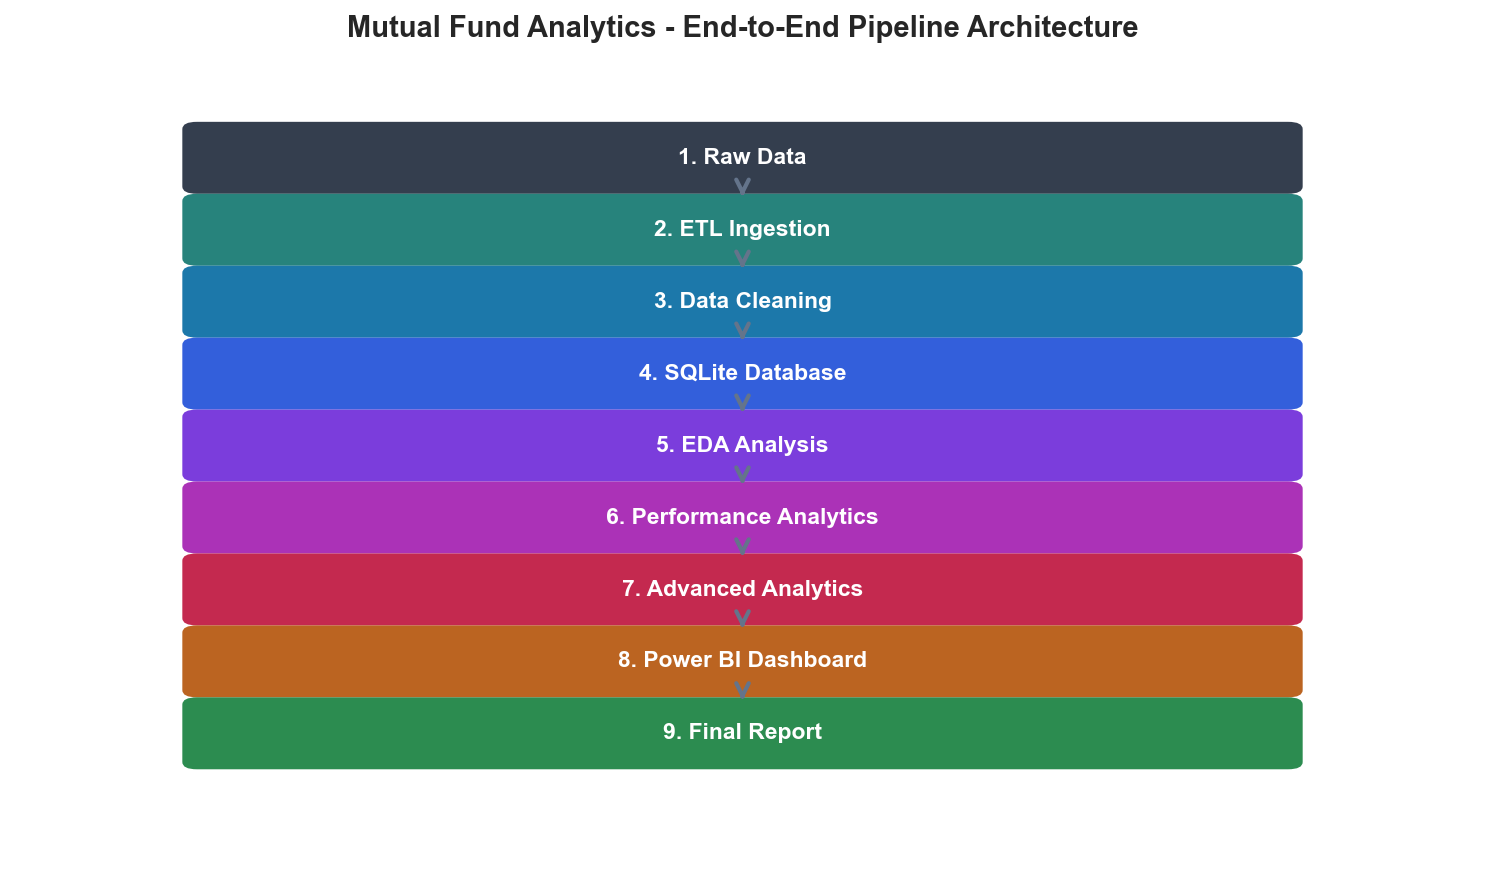 Mutual Fund Analytics - End-to-End Pipeline Architecture
1. Raw Data
2. ETL Ingestion
3. Data Cleaning
4. SQLite Database
5. EDA Analysis
6. Performance Analytics
7. Advanced Analytics
8. Power BI Dashboard
9. Final Report